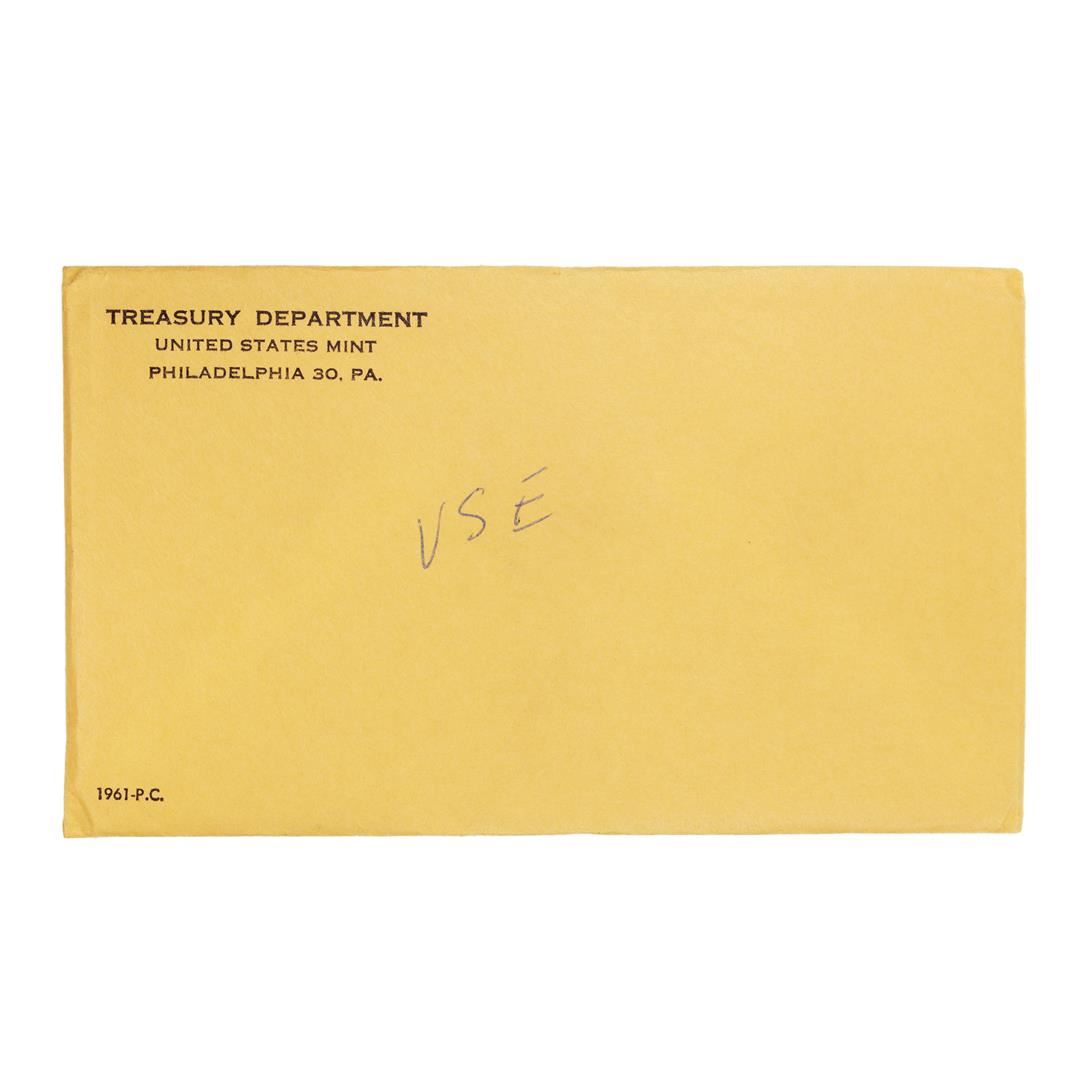 TREASURY DEPARTMENT
UNITED STATES MINT
PHILADELPHIA 30, PA.
VSE
1961-P.C.